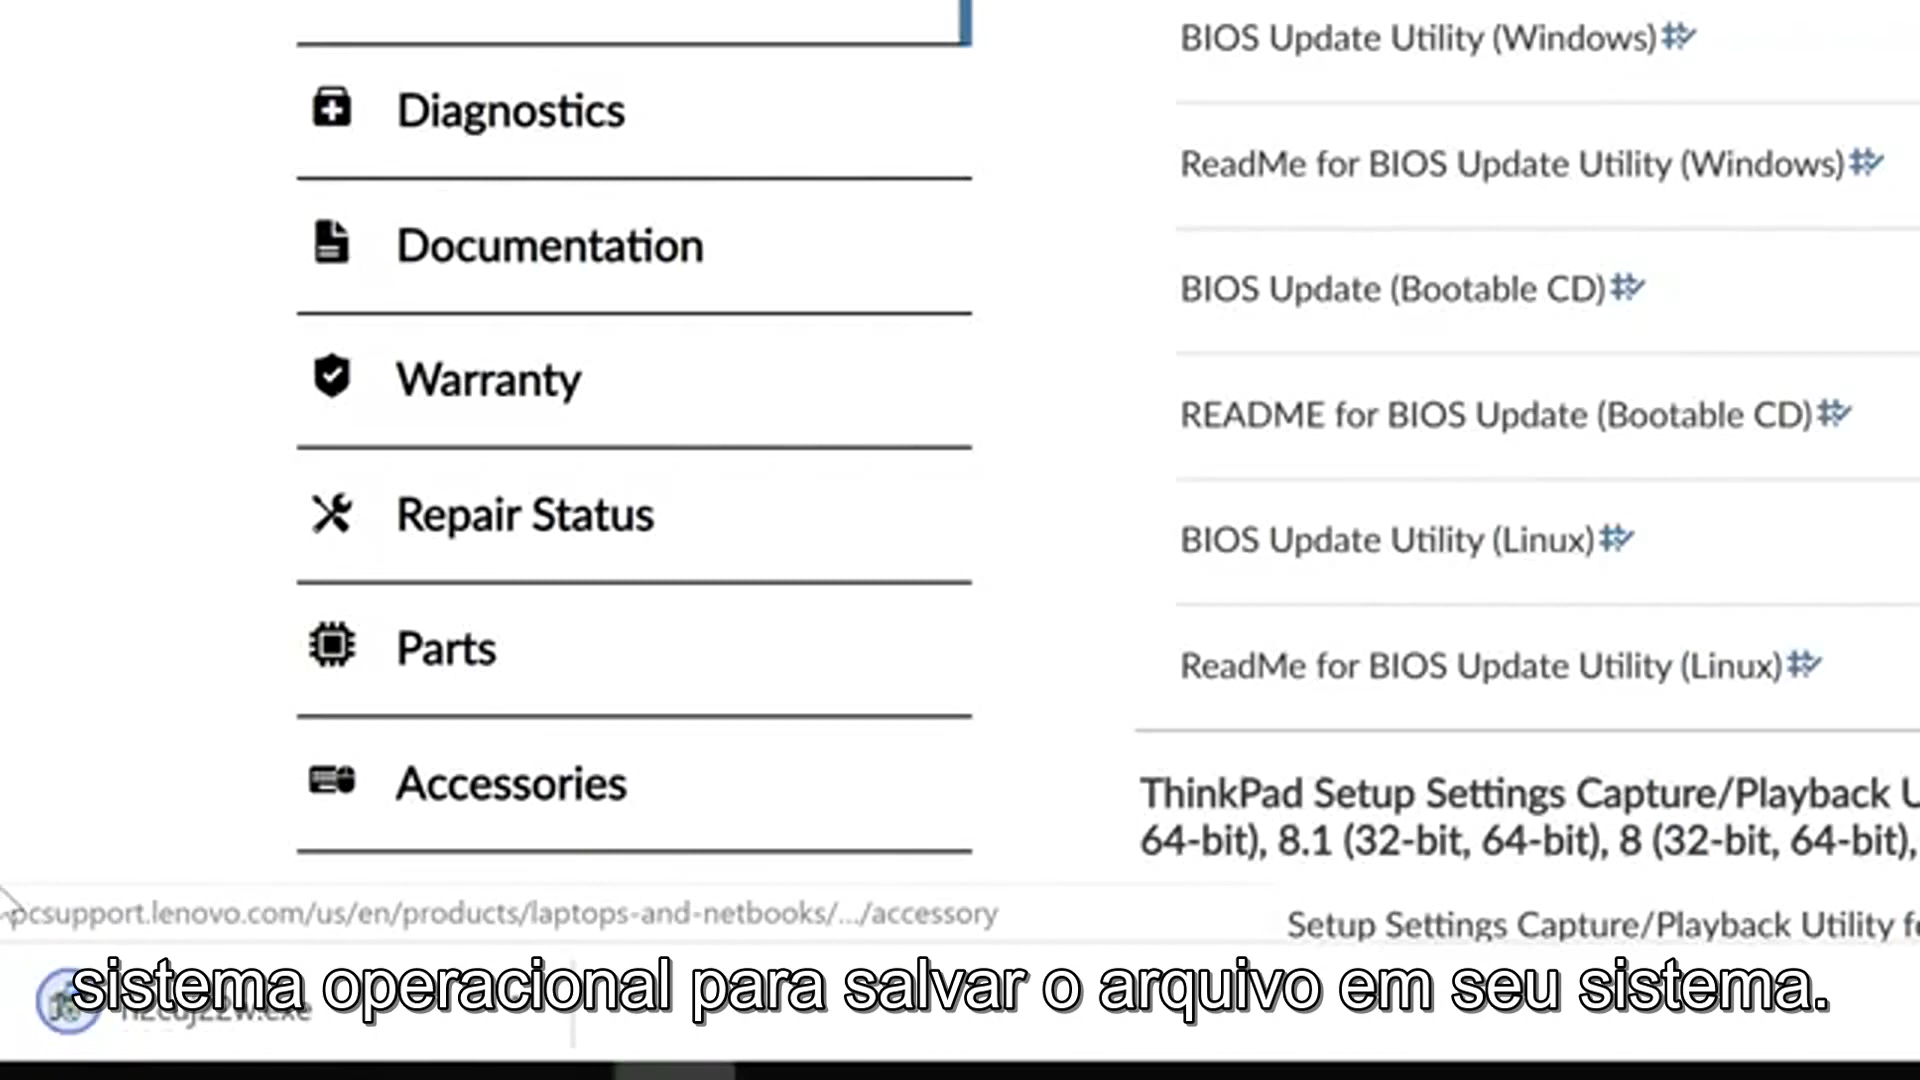 Diagnostics
Documentation
Warranty
Repair Status
Parts
Accessories
BIOS Update Utility (Windows)
ReadMe for BIOS Update Utility (Windows)
BIOS Update (Bootable CD)
README for BIOS Update (Bootable CD)
BIOS Update Utility (Linux)
ReadMe for BIOS Update Utility (Linux)
ThinkPad Setup Settings Capture/Playback U
64-bit), 8.1 (32-bit, 64-bit), 8 (32-bit, 64-bit),
Setup Settings Capture/Playback Utility fo
pcsupport.lenovo.com/us/en/products/laptops-and-netbooks/.../accessory
sistema operacional para salvar o arquivo em seu sistema.